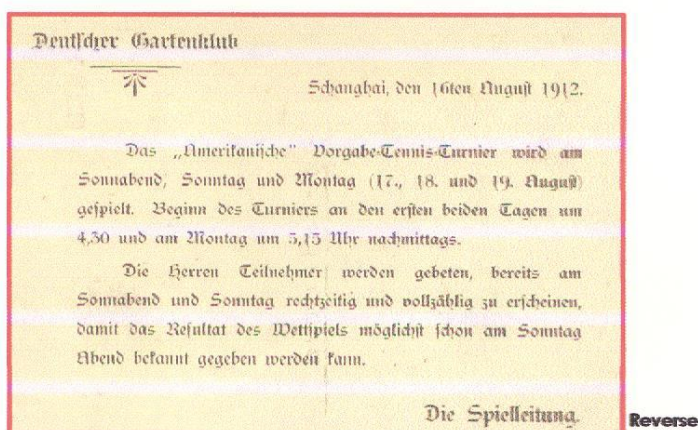 Deutscher Gartenklub
Schanghai, den 16ten August 1912.
Das „Amerikanische" Vorgabe-Tennis-Turnier wird am
Sonnabend, Sonntag und Montag (17., 18. und 19. August)
gespielt. Beginn des Turniers an den ersten beiden Tagen um
4,30 und am Montag um 5,15 Uhr nachmittags.
Die Herren Teilnehmer werden gebeten, bereits am
Sonnabend und Sonntag rechtzeitig und vollzählig zu erscheinen,
damit das Resultat des Wettspiels möglichst schon am Sonntag
Abend bekannt gegeben werden kann.
Die Spielleitung.
Reverse